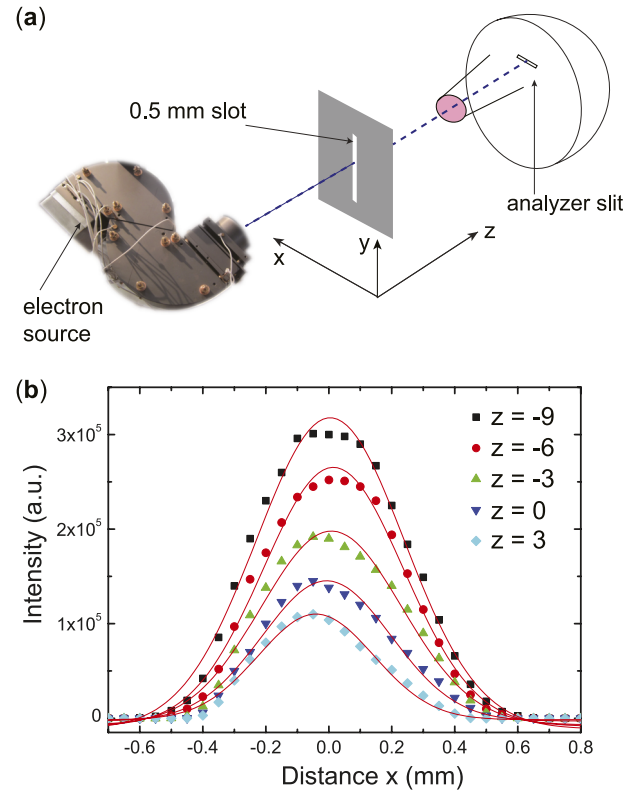 (a)
0.5 mm slot
analyzer slit
x
y
z
electron
source
(b)
3x10⁵
2x10⁵
1x10⁵
0
Intensity (a.u.)
z = -9
z = -6
z = -3
z = 0
z = 3
-0.6 -0.4 -0.2 0.0 0.2 0.4 0.6 0.8
Distance x (mm)